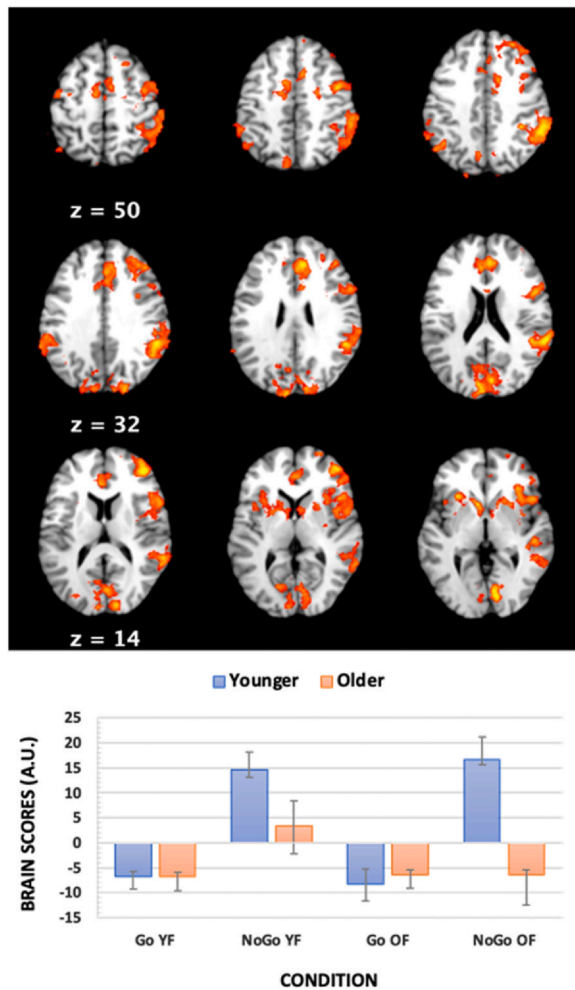 z = 50
z = 32
z = 14
Younger Older
25
20
15
10
5
0
-5
-10
-15
BRAIN SCORES (A.U.)
Go YF NoGo YF Go OF NoGo OF
CONDITION